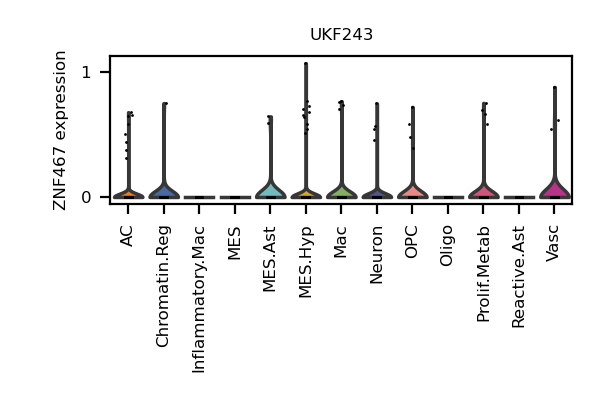 UKF243
ZNF467 expression
1
0
AC
Chromatin.Reg
Inflammatory.Mac
MES
MES.Ast
MES.Hyp
Mac
Neuron
OPC
Oligo
Prolif.Metab
Reactive.Ast
Vasc